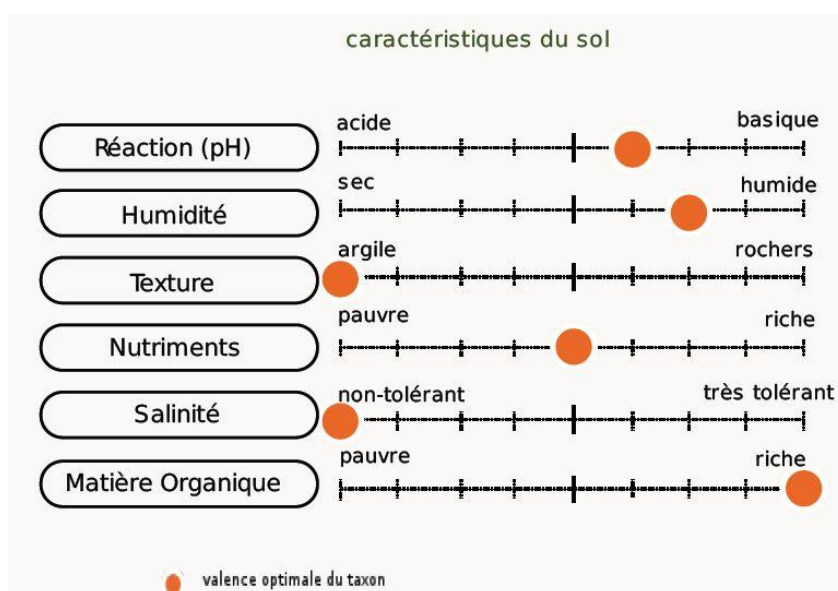 caractéristiques du sol
Réaction (pH) acide basique
Humidité sec humide
Texture argile rochers
Nutriments pauvre riche
Salinité non-tolérant très tolérant
Matière Organique pauvre riche
valence optimale du taxon